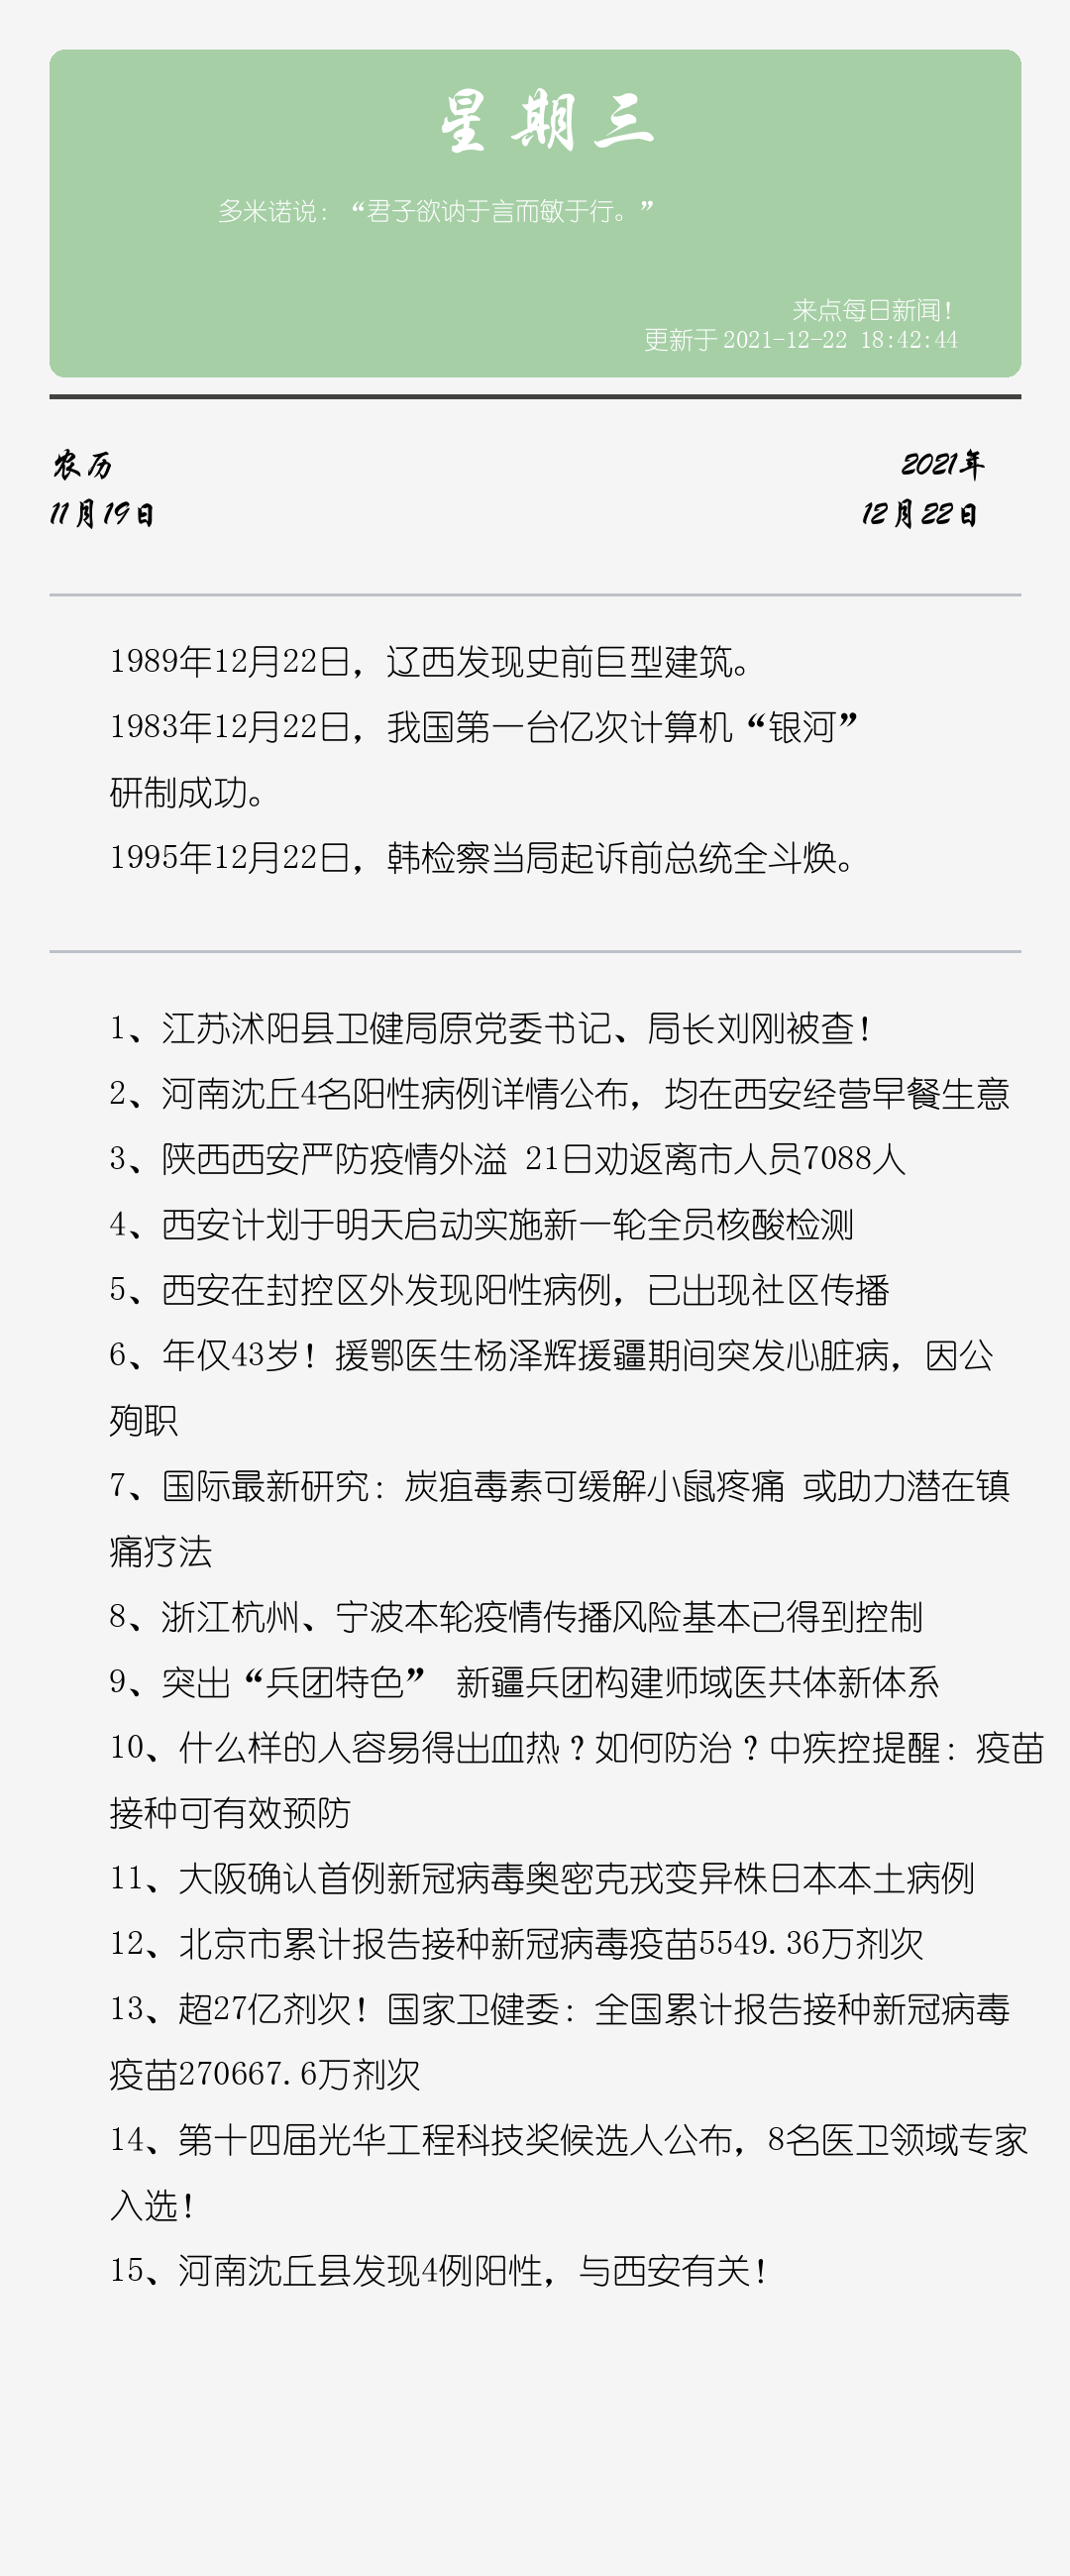 星期三
多米诺说：“君子欲讷于言而敏于行。”
来点每日新闻！
更新于 2021-12-22 18:42:44
农历
2021年
11月19日
12月22日
1989年12月22日，辽西发现史前巨型建筑。
1983年12月22日，我国第一台亿次计算机“银河”
研制成功。
1995年12月22日，韩检察当局起诉前总统全斗焕。
1、江苏沭阳县卫健局原党委书记、局长刘刚被查！
2、河南沈丘4名阳性病例详情公布，均在西安经营早餐生意
3、陕西西安严防疫情外溢 21日劝返离市人员7088人
4、西安计划于明天启动实施新一轮全员核酸检测
5、西安在封控区外发现阳性病例，已出现社区传播
6、年仅43岁！援鄂医生杨泽辉援疆期间突发心脏病，因公
殉职
7、国际最新研究：炭疽毒素可缓解小鼠疼痛 或助力潜在镇
痛疗法
8、浙江杭州、宁波本轮疫情传播风险基本已得到控制
9、突出“兵团特色” 新疆兵团构建师域医共体新体系
10、什么样的人容易得出血热？如何防治？中疾控提醒：疫苗
接种可有效预防
11、大阪确认首例新冠病毒奥密克戎变异株日本本土病例
12、北京市累计报告接种新冠病毒疫苗5549.36万剂次
13、超27亿剂次！国家卫健委：全国累计报告接种新冠病毒
疫苗270667.6万剂次
14、第十四届光华工程科技奖候选人公布，8名医卫领域专家
入选！
15、河南沈丘县发现4例阳性，与西安有关！